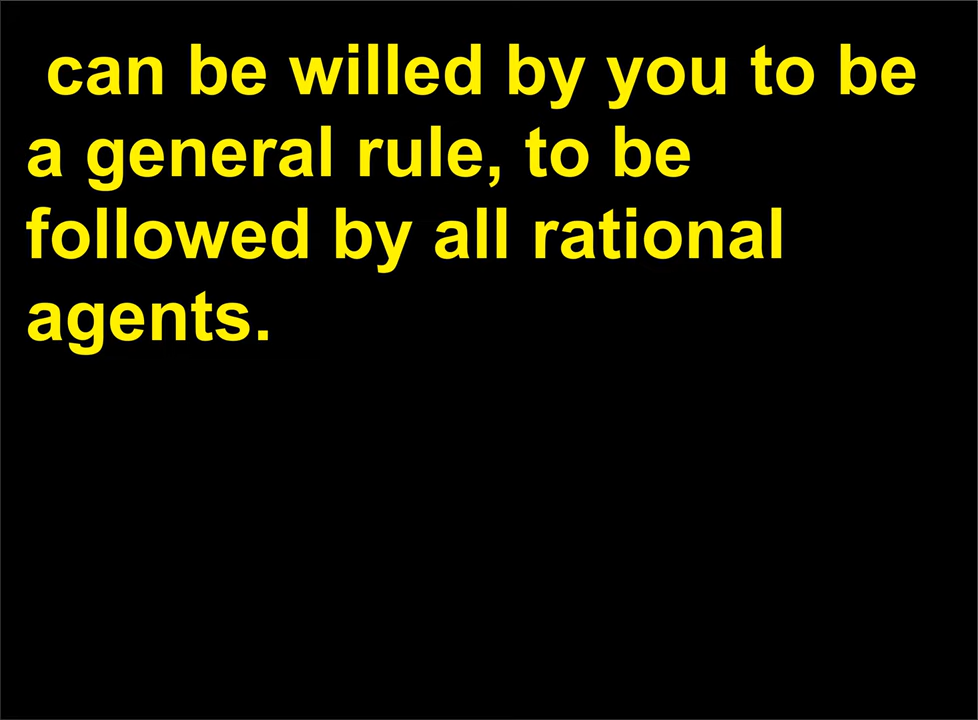 can be willed by you to be
a general rule, to be
followed by all rational
agents.